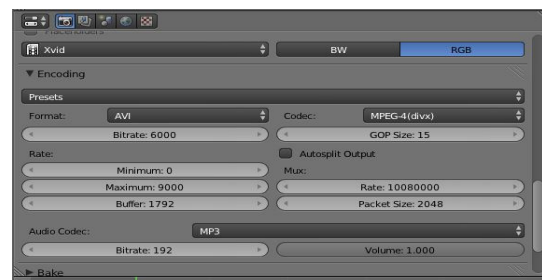 Placeholders
Xvid BW RGB
Encoding
Presets
Format: AVI Codec: MPEG-4(divx)
Bitrate: 6000 GOP Size: 15
Rate: Autosplit Output
Minimum: 0 Mux:
Maximum: 9000 Rate: 10080000
Buffer: 1792 Packet Size: 2048
Audio Codec: MP3
Bitrate: 192 Volume: 1.000
Bake